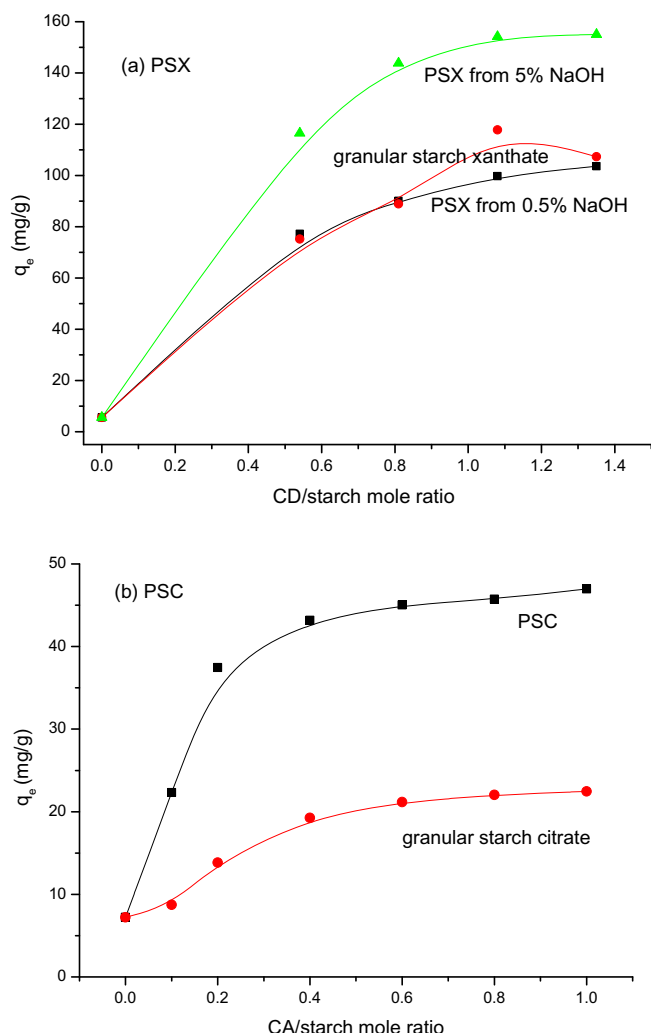 160
(a) PSX
140
PSX from 5% NaOH
120
granular starch xanthate
100
PSX from 0.5% NaOH
80
60
40
20
0
qe (mg/g)
0.0 0.2 0.4 0.6 0.8 1.0 1.2 1.4
CD/starch mole ratio
50
(b) PSC
PSC
40
30
20
granular starch citrate
10
0
qe (mg/g)
0.0 0.2 0.4 0.6 0.8 1.0
CA/starch mole ratio